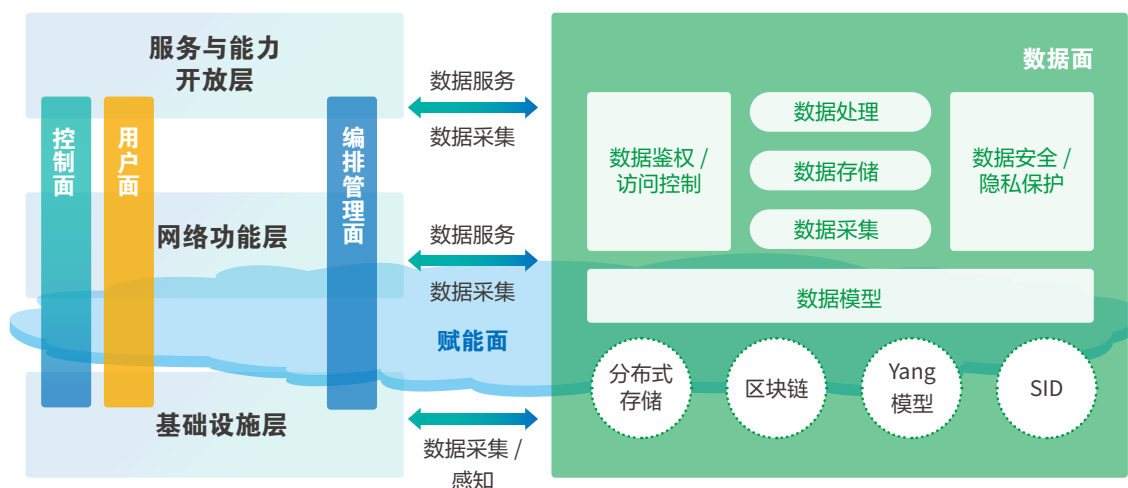 服务与能力
开放层
控制面
用户面
编排管理面
网络功能层
基础设施层
数据服务
数据采集
数据服务
数据采集
赋能面
数据采集 /
感知
数据面
数据鉴权 /
访问控制
数据处理
数据存储
数据采集
数据安全 /
隐私保护
数据模型
分布式
存储
区块链
Yang
模型
SID